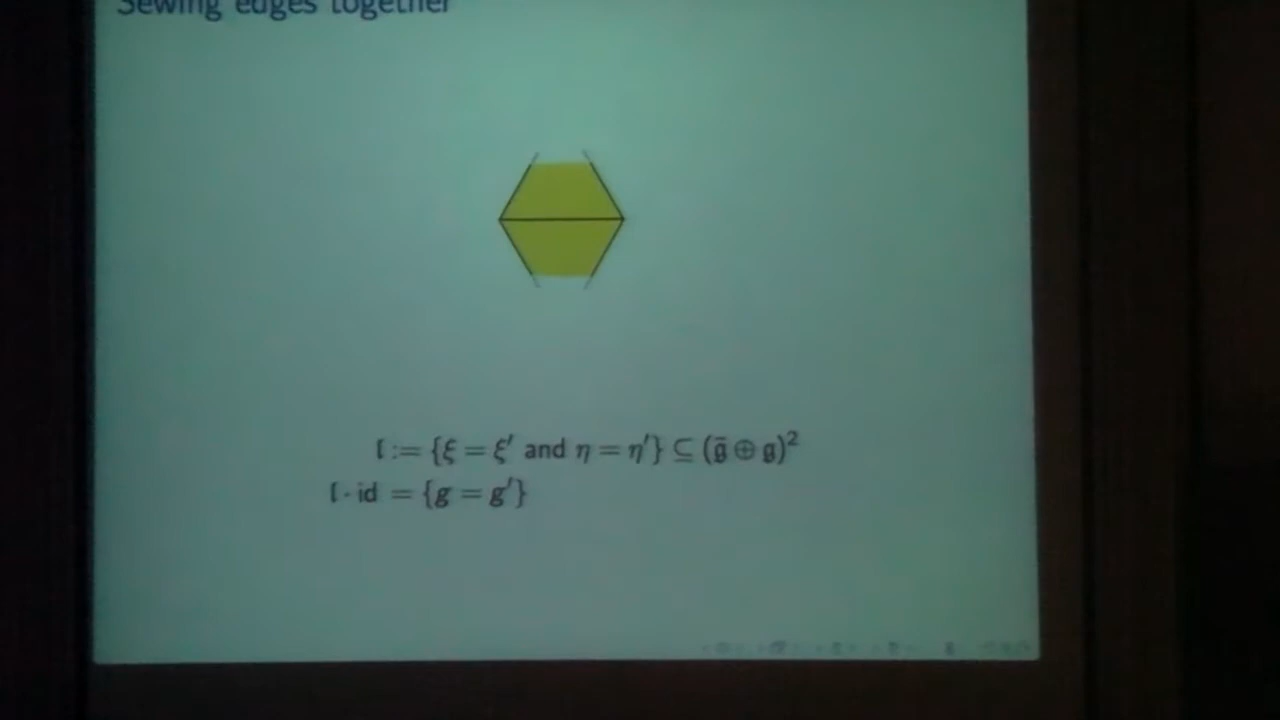 Sewing edges together
𝔩 := {ξ = ξ′ and η = η′} ⊆ (𝔤̄ ⊕ 𝔤)²
𝔩 · id = {g = g′}